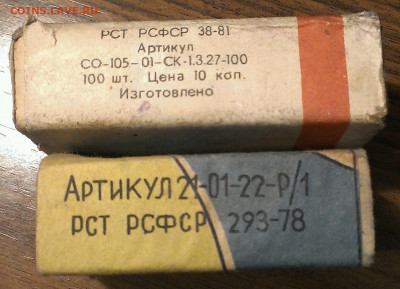 COINS.LAVE.RU
РСТ РСФСР 38-81
Артикул
СО-105-01-СК-1.3.27-100
100 шт. Цена 10 коп.
Изготовлено
АРТИКУЛ 21-01-22-Р/1
РСТ РСФСР 293-78